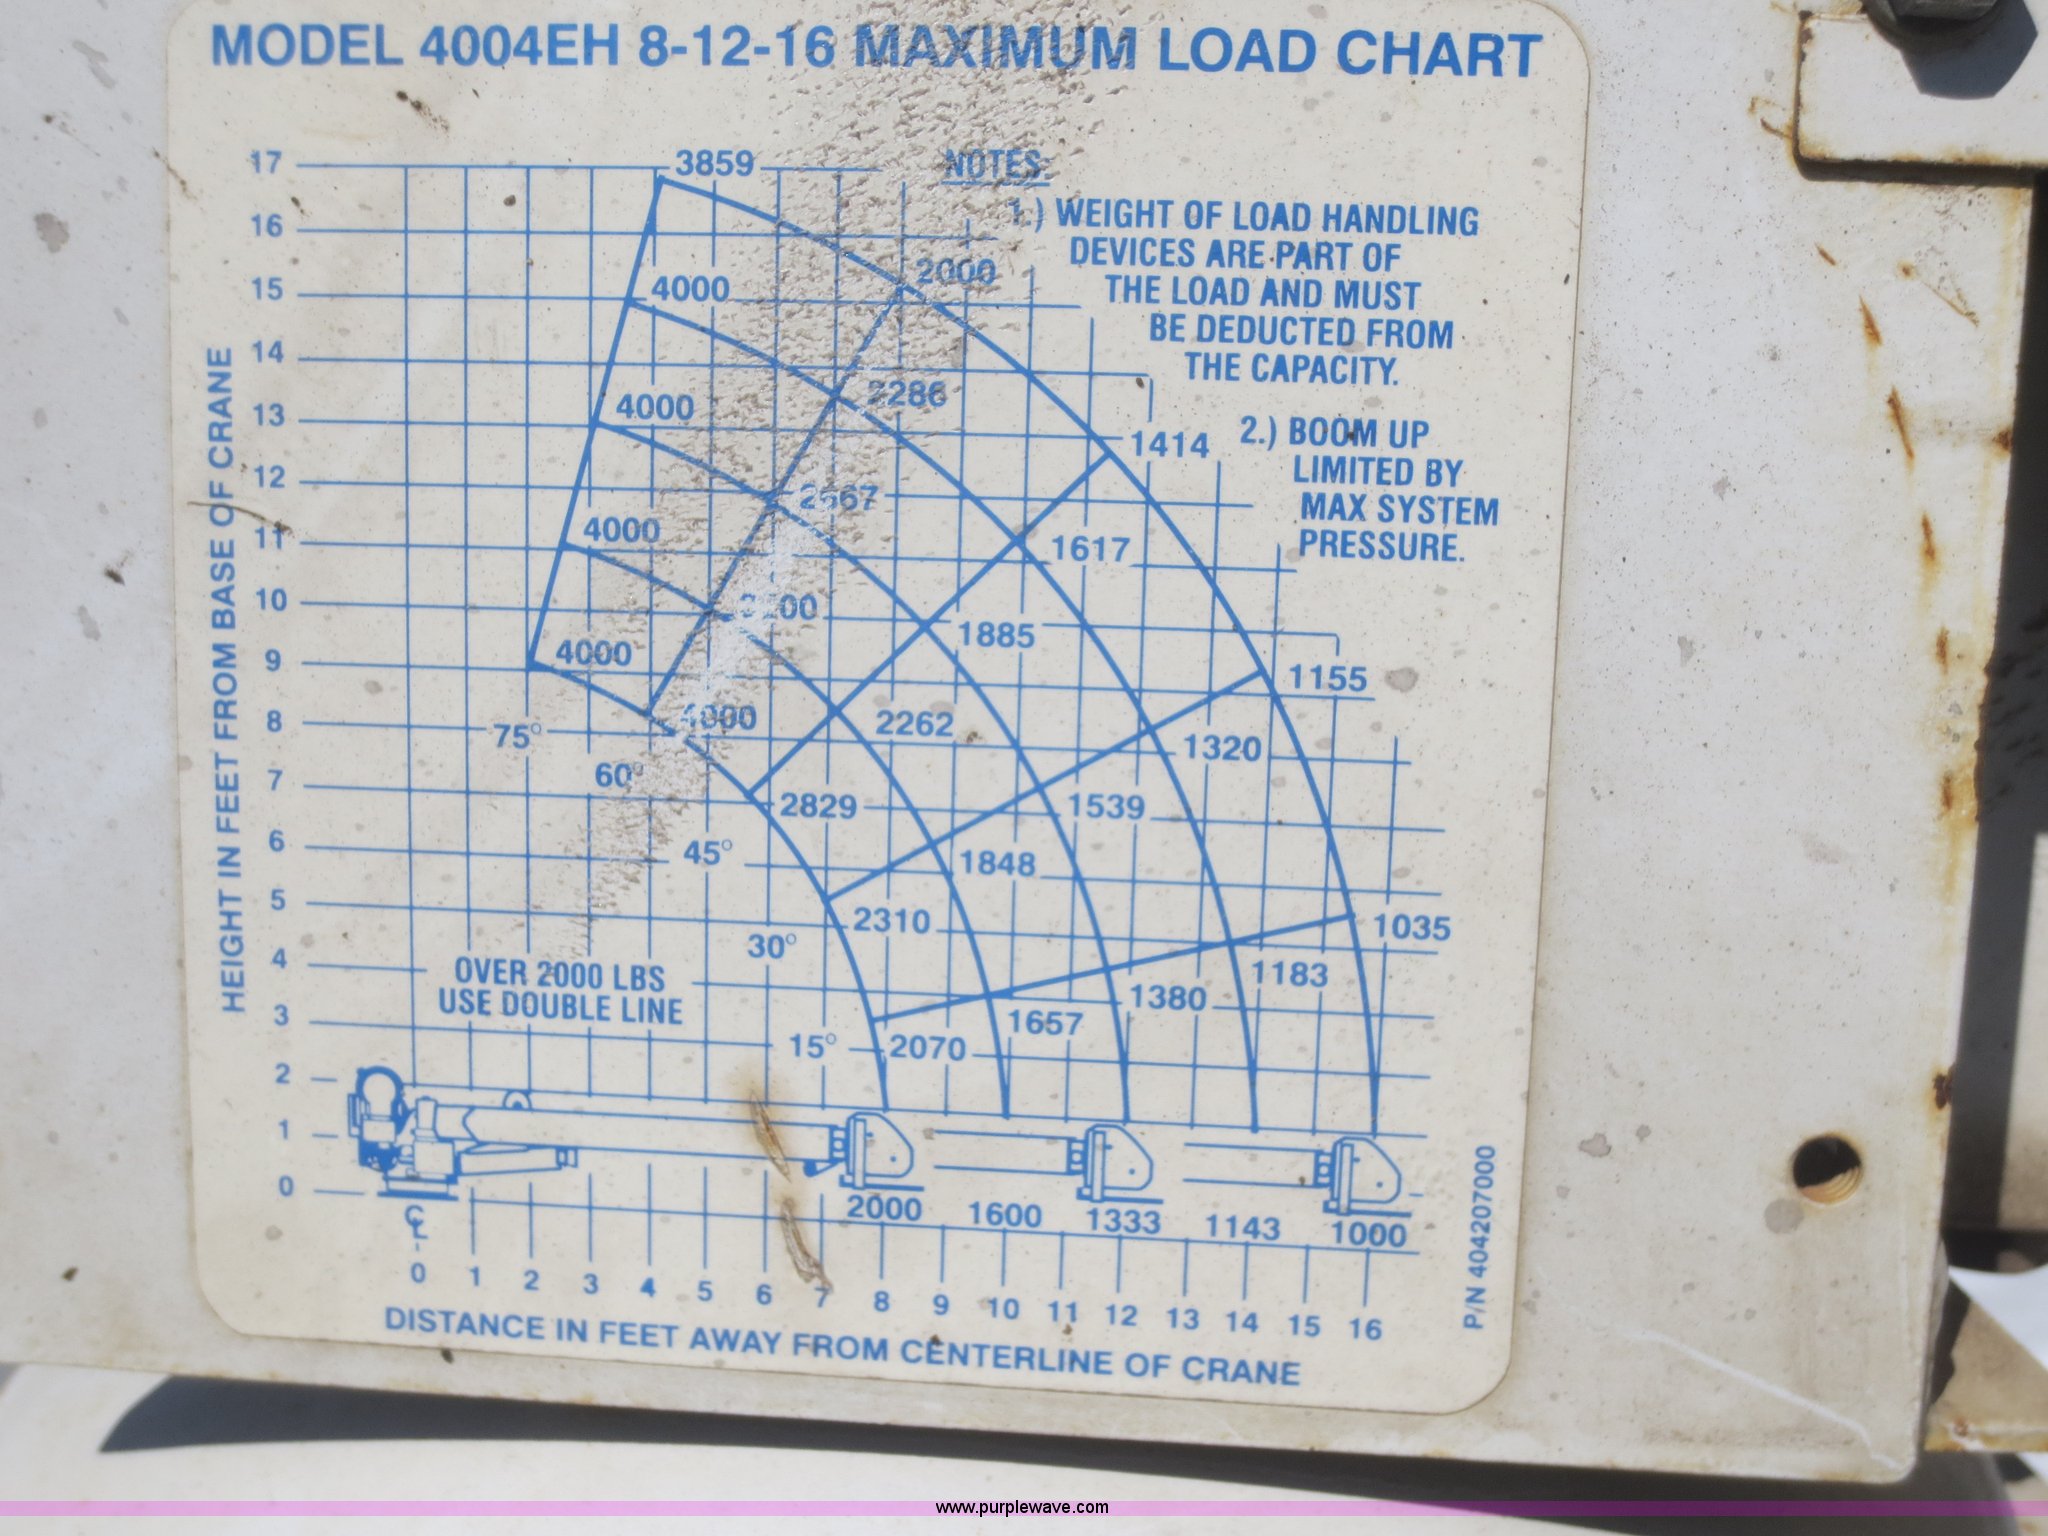 MODEL 4004EH 8-12-16 MAXIMUM LOAD CHART
17
3859
NOTES:
1.) WEIGHT OF LOAD HANDLING
DEVICES ARE PART OF
THE LOAD AND MUST
BE DEDUCTED FROM
THE CAPACITY.
2.) BOOM UP
LIMITED BY
MAX SYSTEM
PRESSURE.
16
2000
15
4000
14
2286
13
4000
1414
12
2667
11
4000
1617
10
1885
9
4000
1155
8
4000
2262
1320
75°
7
60°
2829
1539
6
45°
1848
5
2310
1035
30°
4
1183
OVER 2000 LBS
USE DOUBLE LINE
1380
3
1657
15°
2070
2
1
0
2000
1600
1333
1143
1000
HEIGHT IN FEET FROM BASE OF CRANE
0 1 2 3 4 5 6 7 8 9 10 11 12 13 14 15 16
DISTANCE IN FEET AWAY FROM CENTERLINE OF CRANE
P/N 404207000
www.purplewave.com